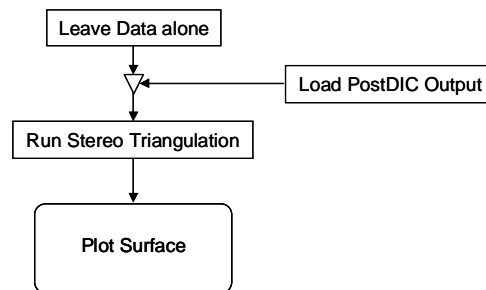 Leave Data alone
Load PostDIC Output
Run Stereo Triangulation
Plot Surface